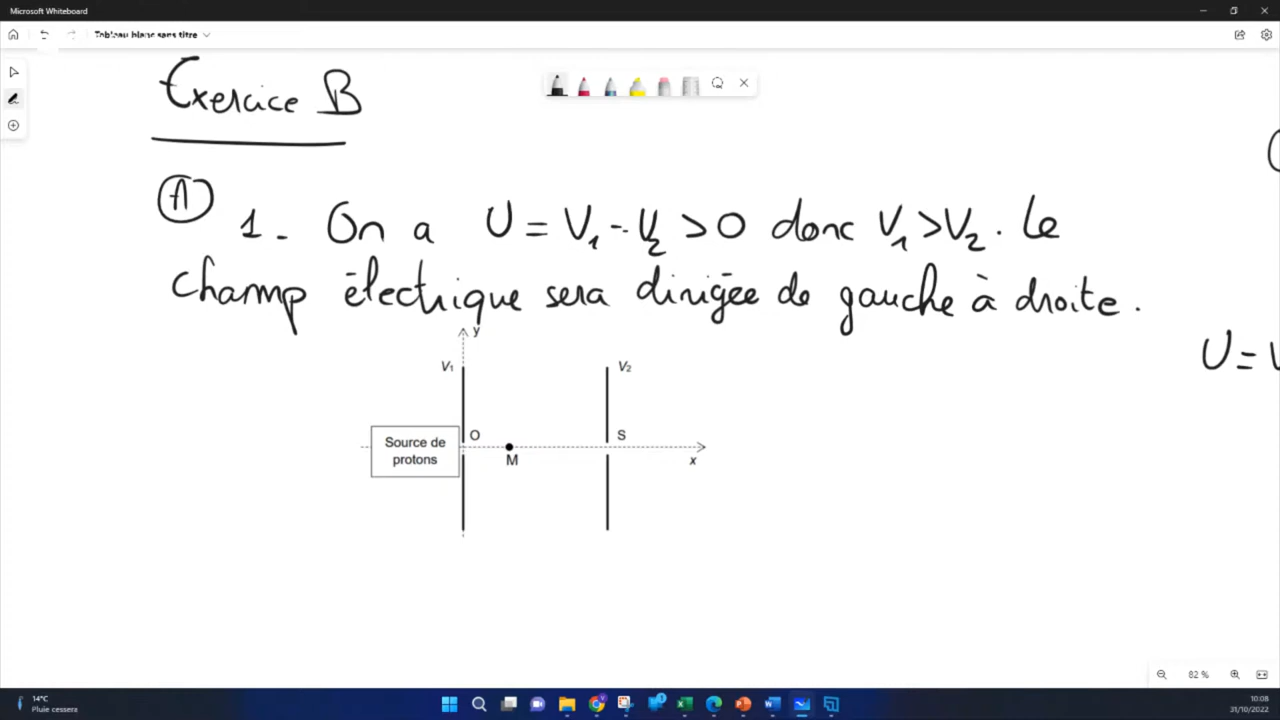 Microsoft Whiteboard
Tableau blanc sans titre
Exercice B
A
1. On a U = V₁ - V₂ > 0 donc V₁ > V₂. Le
champ électrique sera dirigée de gauche à droite.
U =
y
V₁
V₂
Source de
protons
O
M
S
x
82 %
14°C
Pluie cessera
10:08
31/10/2022